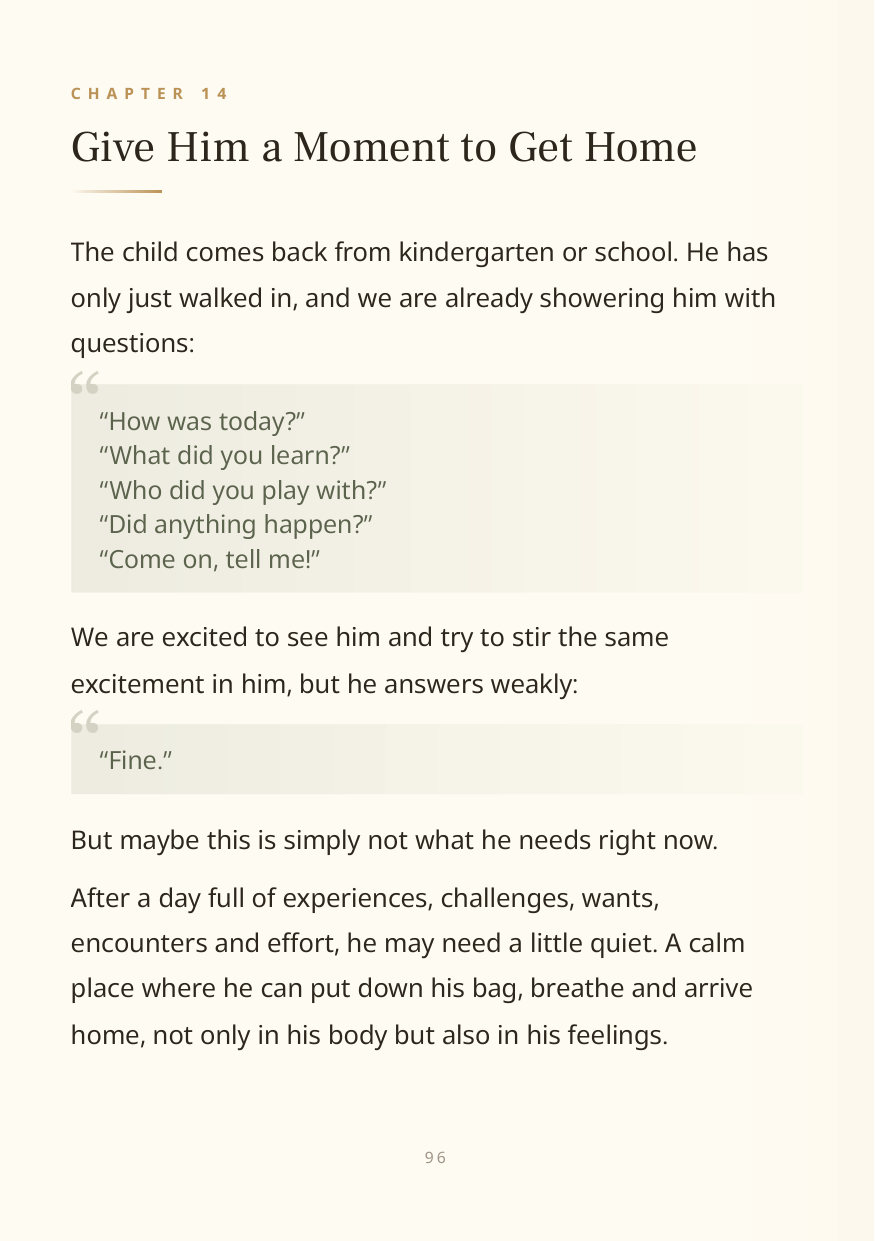 CHAPTER 14
Give Him a Moment to Get Home
The child comes back from kindergarten or school. He has
only just walked in, and we are already showering him with
questions:
“
“How was today?”
“What did you learn?”
“Who did you play with?”
“Did anything happen?”
“Come on, tell me!”
We are excited to see him and try to stir the same
excitement in him, but he answers weakly:
“
“Fine.”
But maybe this is simply not what he needs right now.
After a day full of experiences, challenges, wants,
encounters and effort, he may need a little quiet. A calm
place where he can put down his bag, breathe and arrive
home, not only in his body but also in his feelings.
96